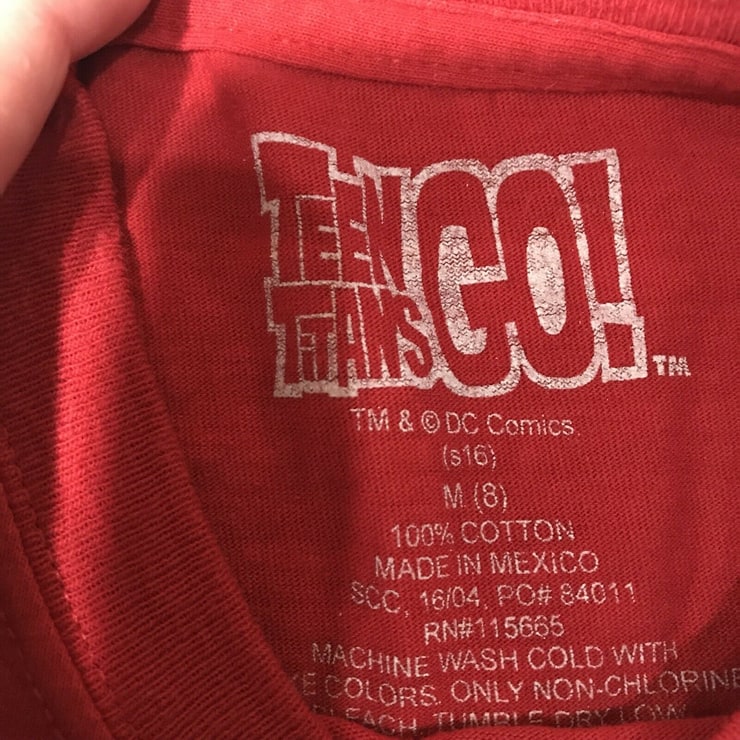 TEEN
TITANS
GO!
TM
TM & © DC Comics.
(s16)
M (8)
100% COTTON
MADE IN MEXICO
SCC, 16/04, PO# 84011
RN#115665
MACHINE WASH COLD WITH
COLORS. ONLY NON-CHLORINE
BLEACH. TUMBLE DRY LOW